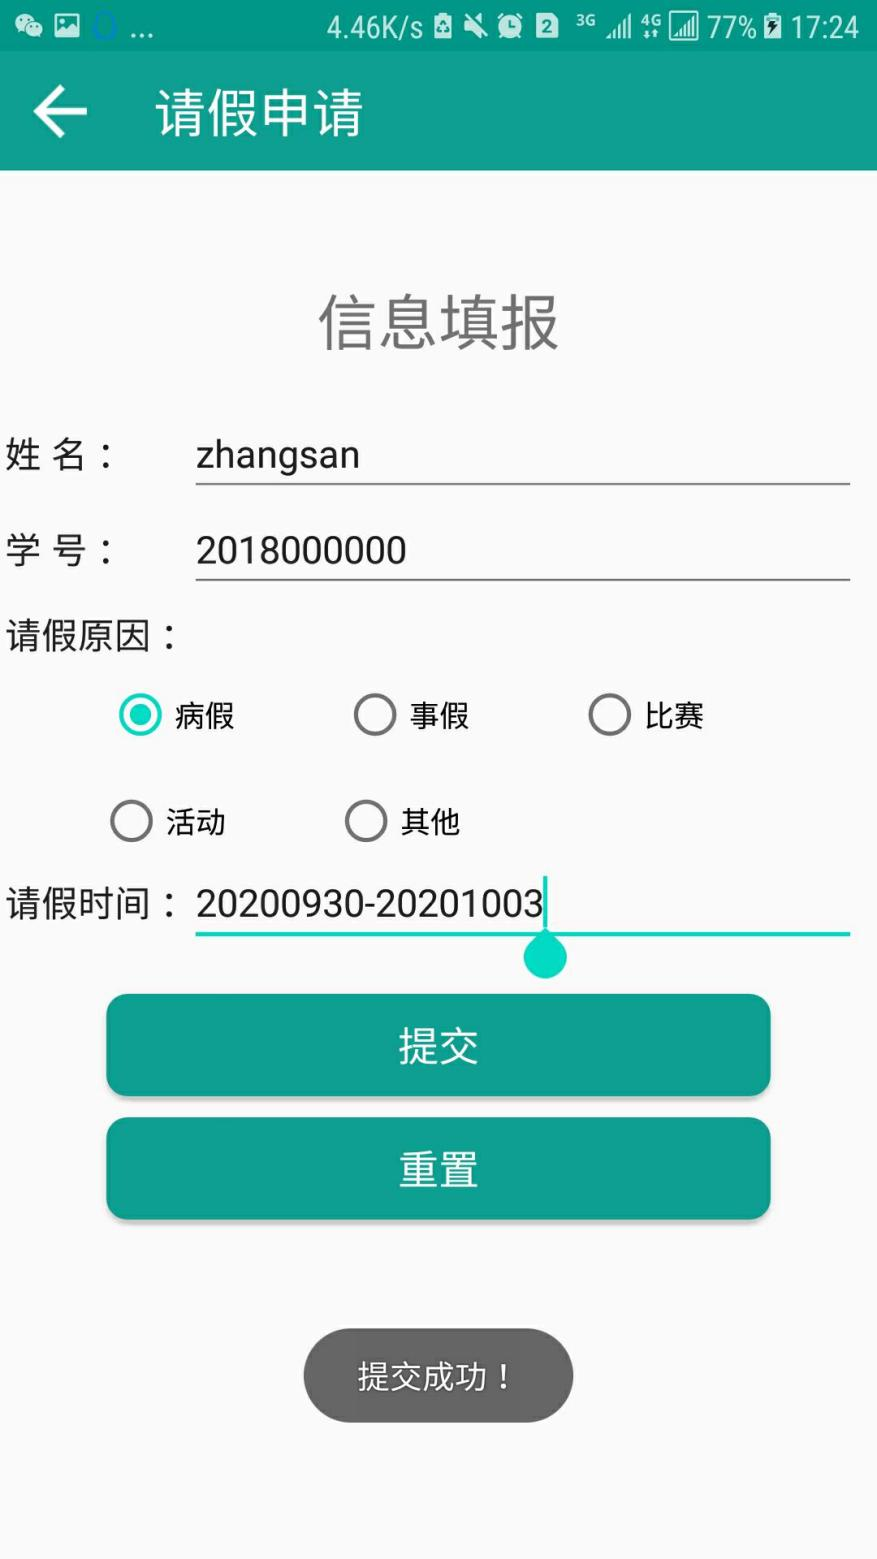 ... 4.46K/s 2 3G 4G 77% 17:24
请假申请
信息填报
姓 名： zhangsan
学 号： 2018000000
请假原因：
病假 事假 比赛
活动 其他
请假时间：20200930-20201003
提交
重置
提交成功！